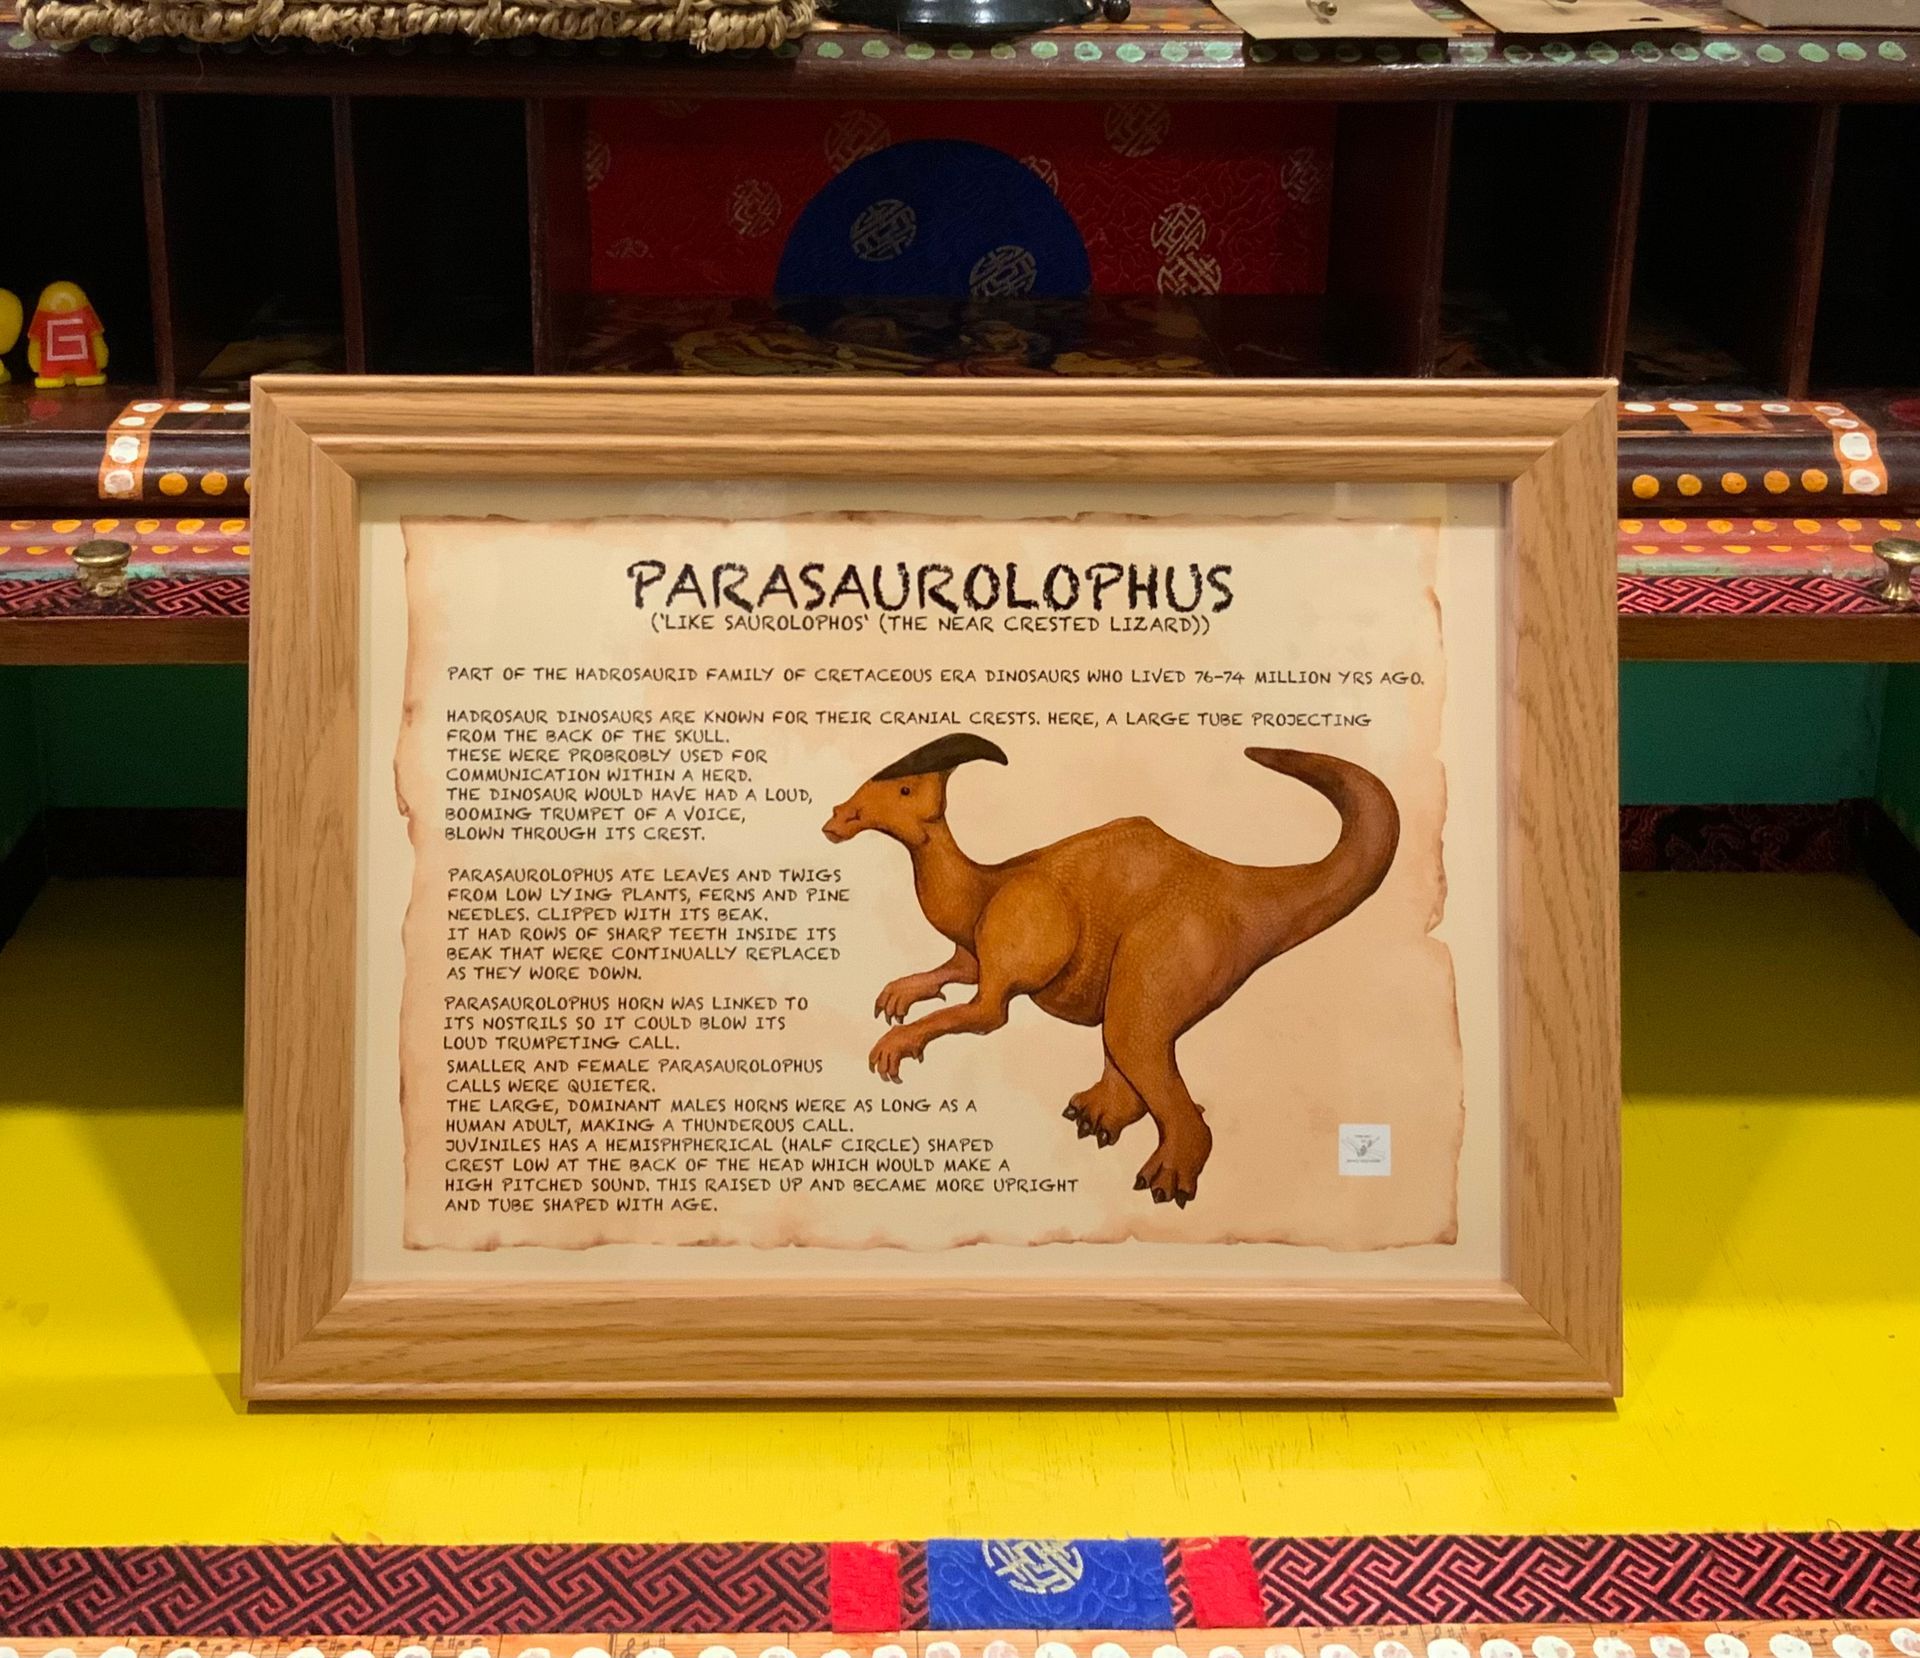 G
PARASAUROLOPHUS
('LIKE SAUROLOPHOS' (THE NEAR CRESTED LIZARD))
PART OF THE HADROSAURID FAMILY OF CRETACEOUS ERA DINOSAURS WHO LIVED 76-74 MILLION YRS AGO.
HADROSAUR DINOSAURS ARE KNOWN FOR THEIR CRANIAL CRESTS. HERE, A LARGE TUBE PROJECTING
FROM THE BACK OF THE SKULL.
THESE WERE PROBROBLY USED FOR
COMMUNICATION WITHIN A HERD.
THE DINOSAUR WOULD HAVE HAD A LOUD,
BOOMING TRUMPET OF A VOICE,
BLOWN THROUGH ITS CREST.
PARASAUROLOPHUS ATE LEAVES AND TWIGS
FROM LOW LYING PLANTS, FERNS AND PINE
NEEDLES. CLIPPED WITH ITS BEAK.
IT HAD ROWS OF SHARP TEETH INSIDE ITS
BEAK THAT WERE CONTINUALLY REPLACED
AS THEY WORE DOWN.
PARASAUROLOPHUS HORN WAS LINKED TO
ITS NOSTRILS SO IT COULD BLOW ITS
LOUD TRUMPETING CALL.
SMALLER AND FEMALE PARASAUROLOPHUS
CALLS WERE QUIETER.
THE LARGE, DOMINANT MALES HORNS WERE AS LONG AS A
HUMAN ADULT, MAKING A THUNDEROUS CALL.
JUVINILES HAS A HEMISPHPHERICAL (HALF CIRCLE) SHAPED
CREST LOW AT THE BACK OF THE HEAD WHICH WOULD MAKE A
HIGH PITCHED SOUND. THIS RAISED UP AND BECAME MORE UPRIGHT
AND TUBE SHAPED WITH AGE.